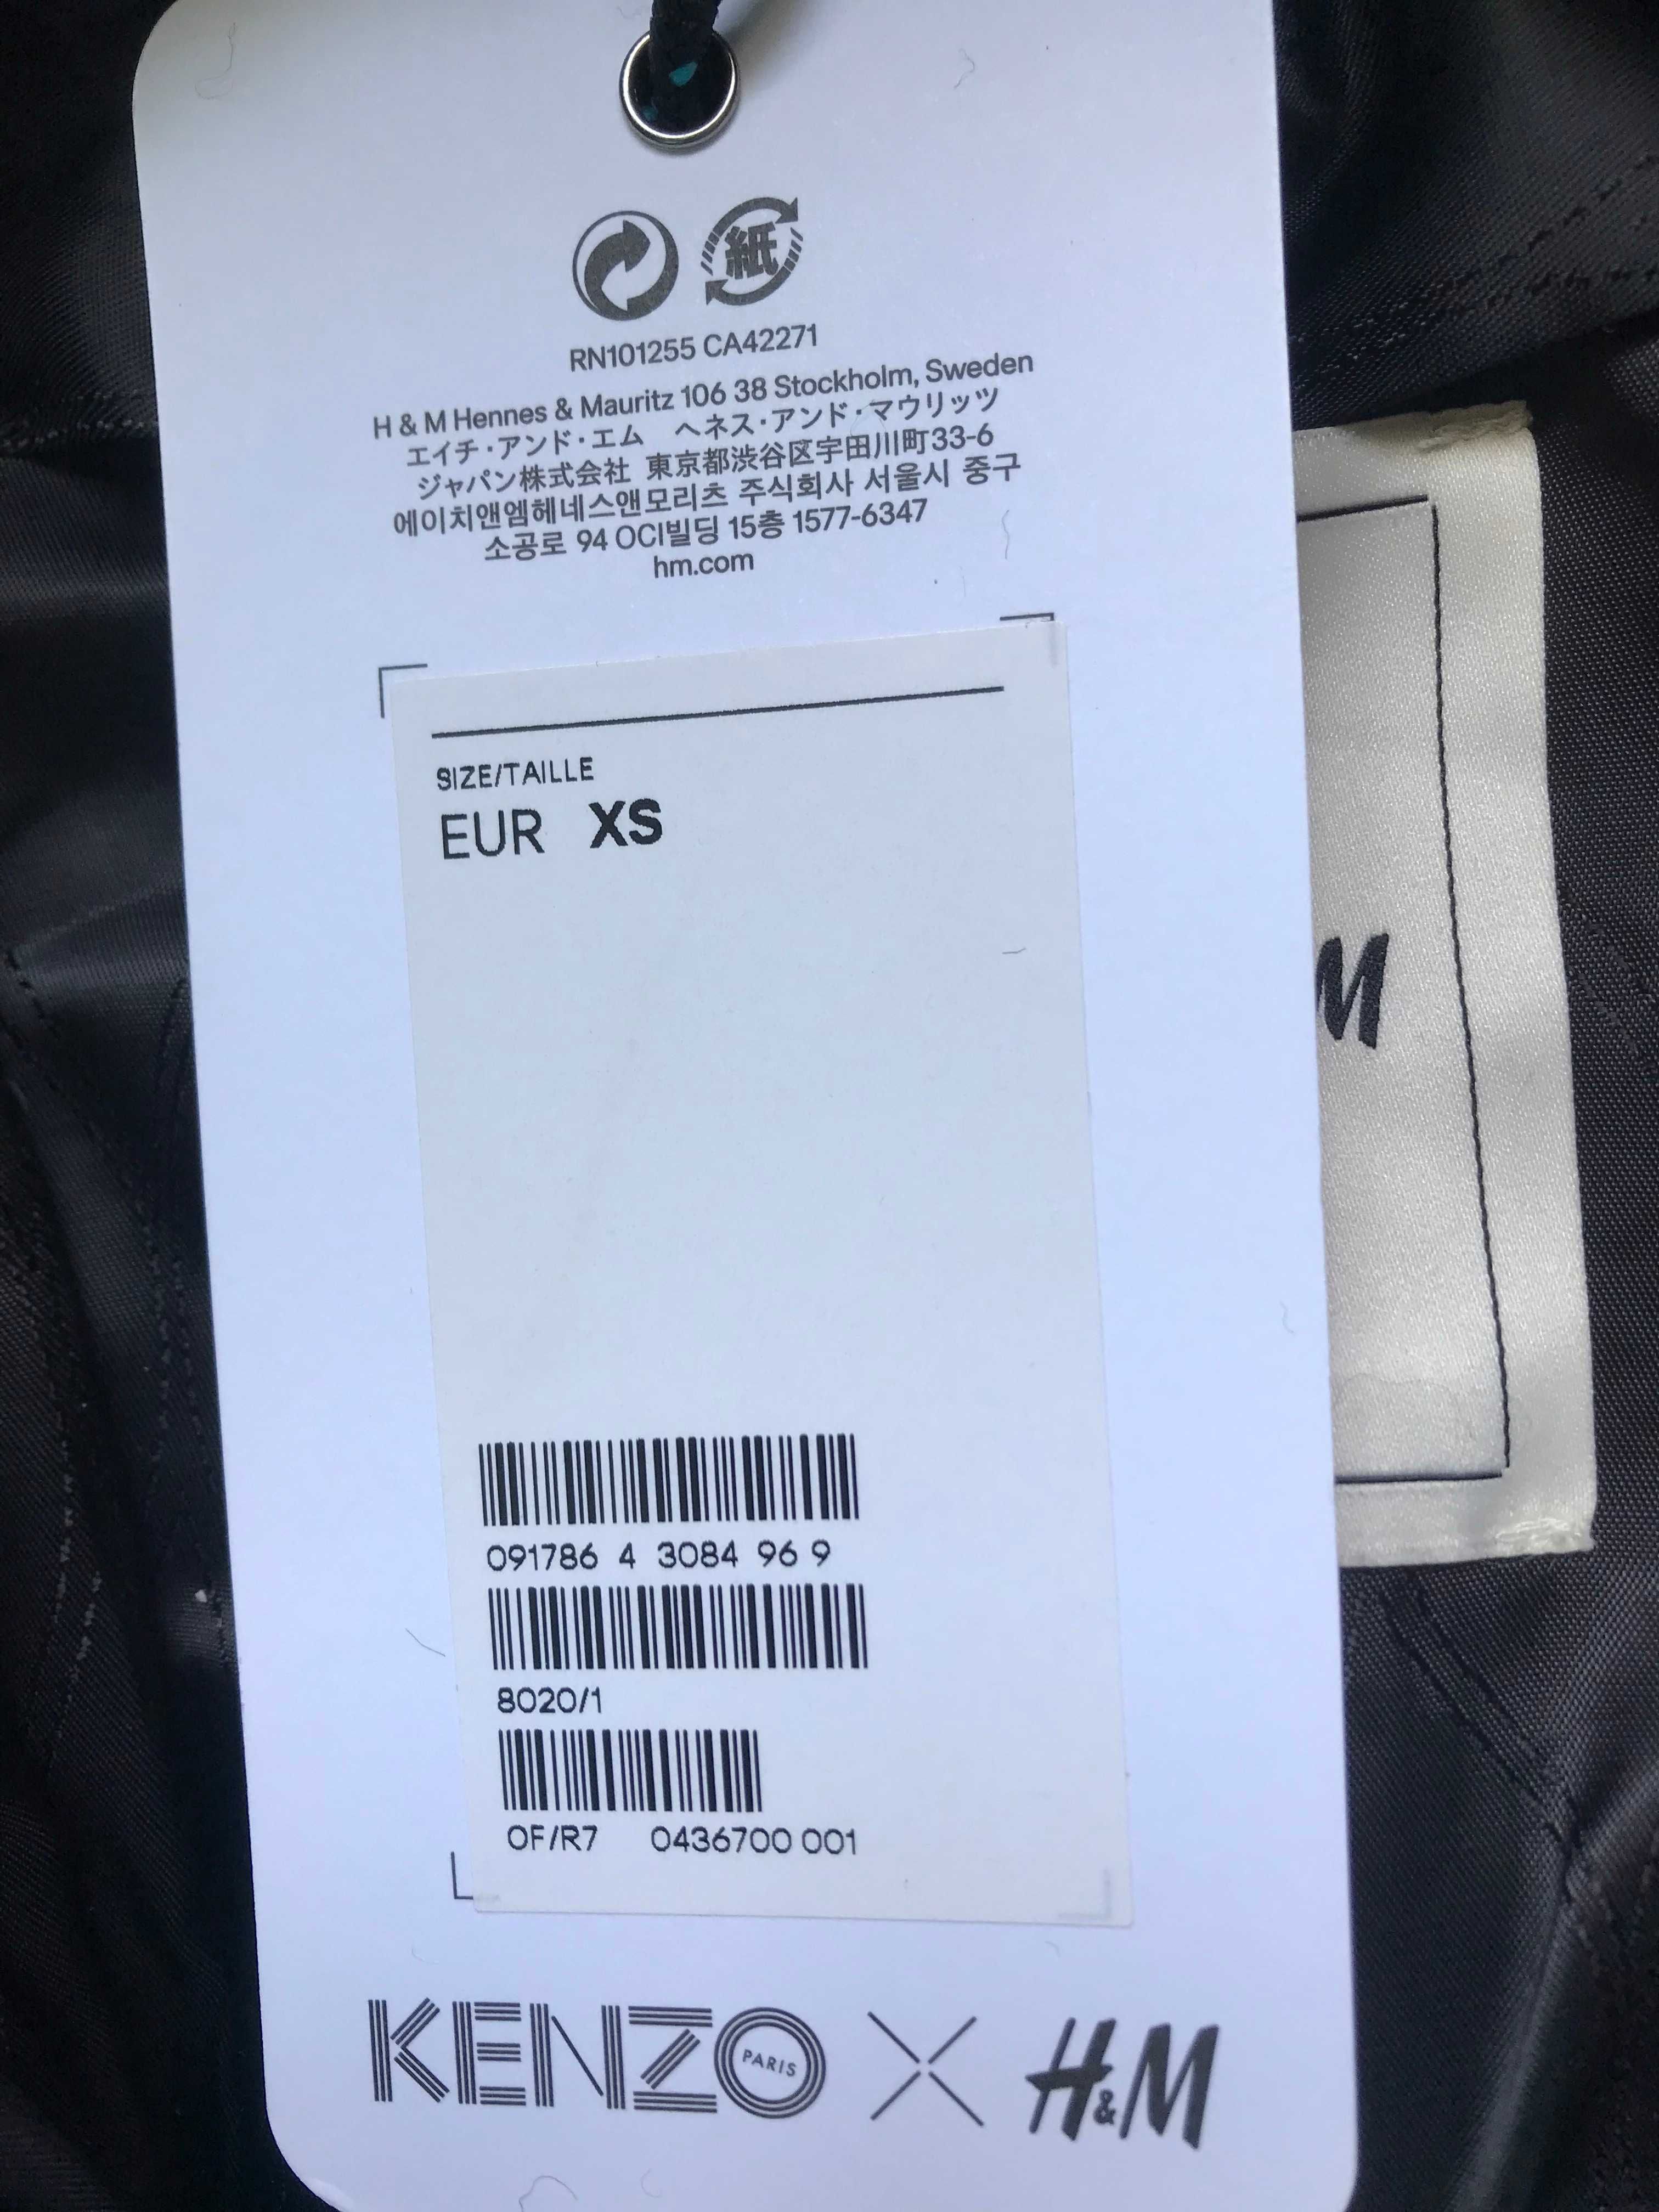 紙
RN101255 CA42271
H & M Hennes & Mauritz 106 38 Stockholm, Sweden
エイチ・アンド・エム ヘネス・アンド・マウリッツ
ジャパン株式会社 東京都渋谷区宇田川町33-6
에이치앤엠헤네스앤모리츠 주식회사 서울시 중구
소공로 94 OCI빌딩 15층 1577-6347
hm.com
SIZE/TAILLE
EUR XS
M
091786 4 3084 96 9
8020/1
OF/R7 0436700 001
KENZO PARIS X H&M